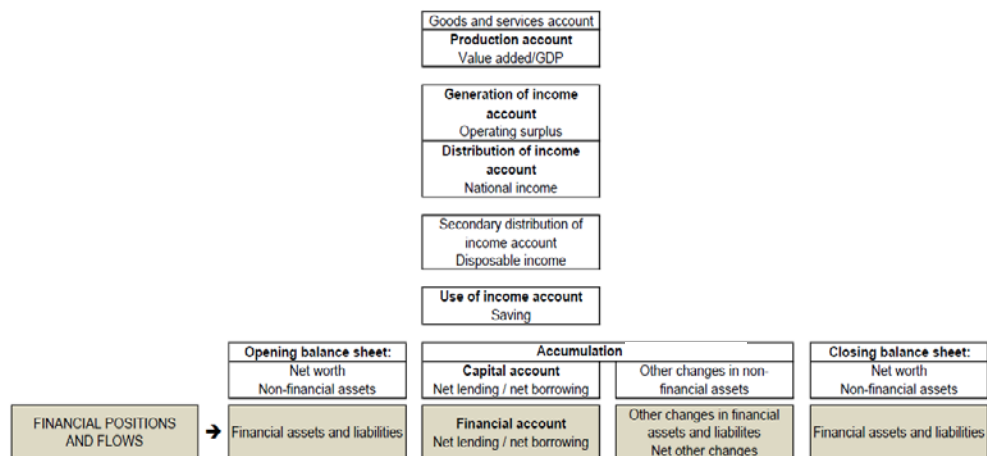 Goods and services account
Production account
Value added/GDP
Generation of income
account
Operating surplus
Distribution of income
account
National income
Secondary distribution of
income account
Disposable income
Use of income account
Saving
Opening balance sheet:
Net worth
Non-financial assets
Accumulation
Capital account
Net lending / net borrowing
Other changes in non-
financial assets
Closing balance sheet:
Net worth
Non-financial assets
FINANCIAL POSITIONS
AND FLOWS
➔
Financial assets and liabilities
Financial account
Net lending / net borrowing
Other changes in financial
assets and liabilites
Net other changes
Financial assets and liabilities